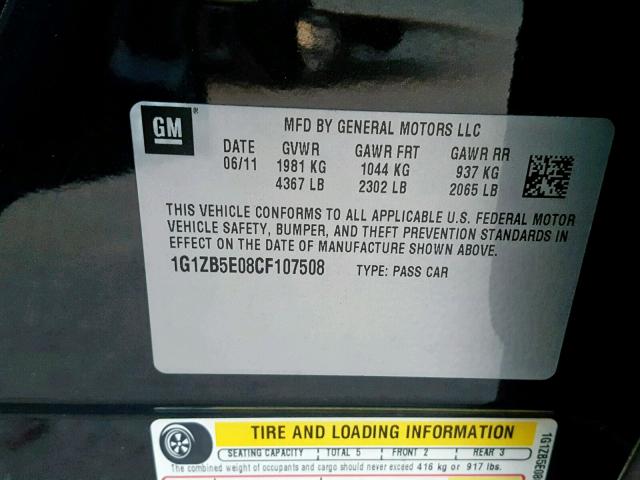 GM
MFD BY GENERAL MOTORS LLC
DATE GVWR GAWR FRT GAWR RR
06/11 1981 KG 1044 KG 937 KG
4367 LB 2302 LB 2065 LB
THIS VEHICLE CONFORMS TO ALL APPLICABLE U.S. FEDERAL MOTOR
VEHICLE SAFETY, BUMPER, AND THEFT PREVENTION STANDARDS IN
EFFECT ON THE DATE OF MANUFACTURE SHOWN ABOVE.
1G1ZB5E08CF107508 TYPE: PASS CAR
TIRE AND LOADING INFORMATION
SEATING CAPACITY TOTAL 5 FRONT 2 REAR 3
The combined weight of occupants and cargo should never exceed 416 kg or 917 lbs.
1G1ZB5E08